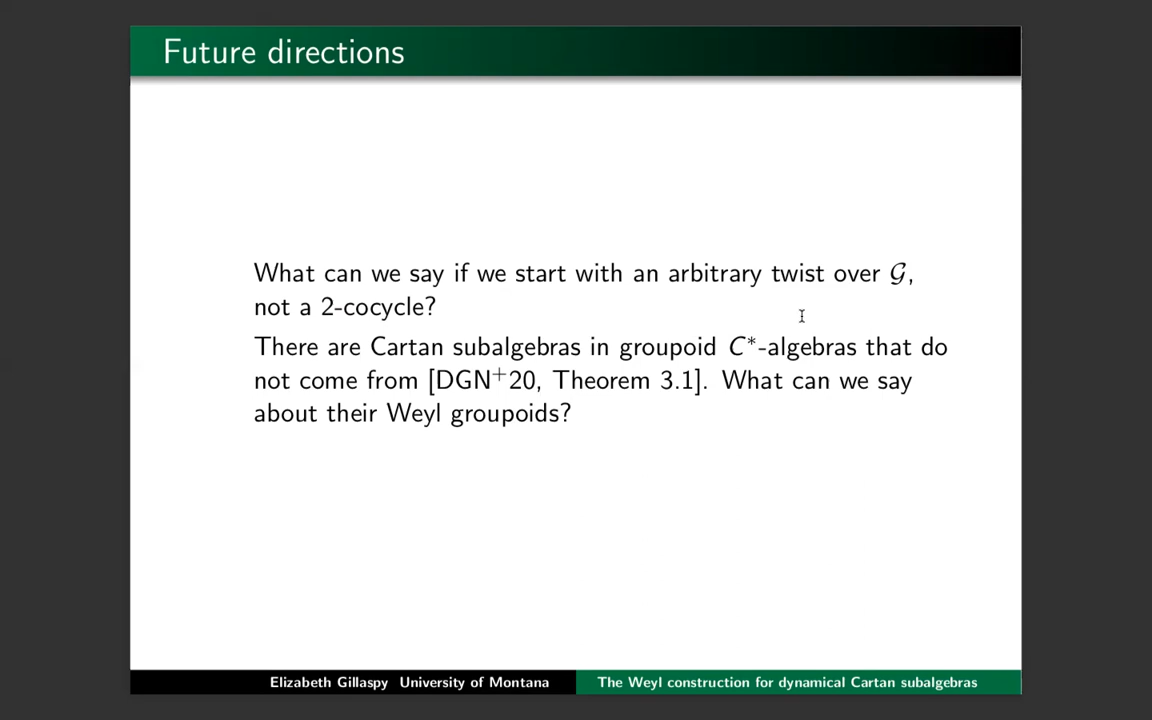 Future directions
What can we say if we start with an arbitrary twist over 𝒢,
not a 2-cocycle?
There are Cartan subalgebras in groupoid C*-algebras that do
not come from [DGN⁺20, Theorem 3.1]. What can we say
about their Weyl groupoids?
Elizabeth Gillaspy University of Montana
The Weyl construction for dynamical Cartan subalgebras